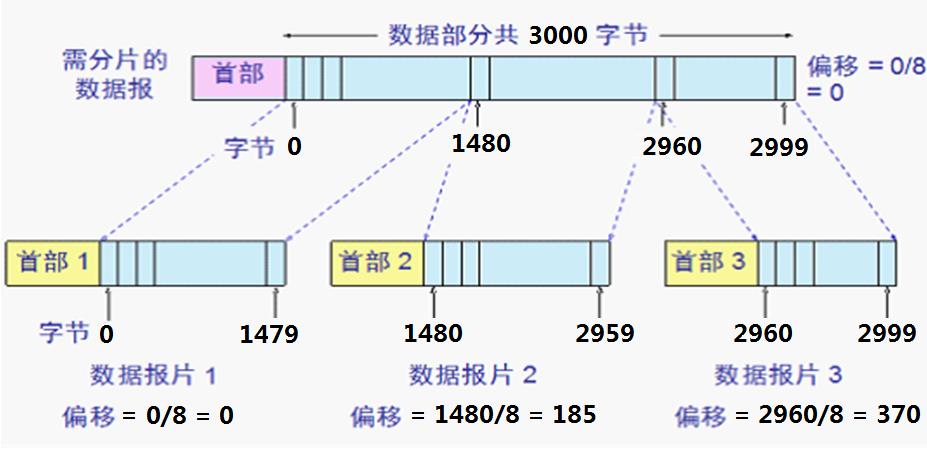 数据部分共 3000 字节
需分片的
数据报
首部
偏移 = 0/8
= 0
字节 0
1480
2960
2999
首部 1
首部 2
首部 3
字节 0
1479
1480
2959
2960
2999
数据报片 1
数据报片 2
数据报片 3
偏移 = 0/8 = 0
偏移 = 1480/8 = 185
偏移 = 2960/8 = 370